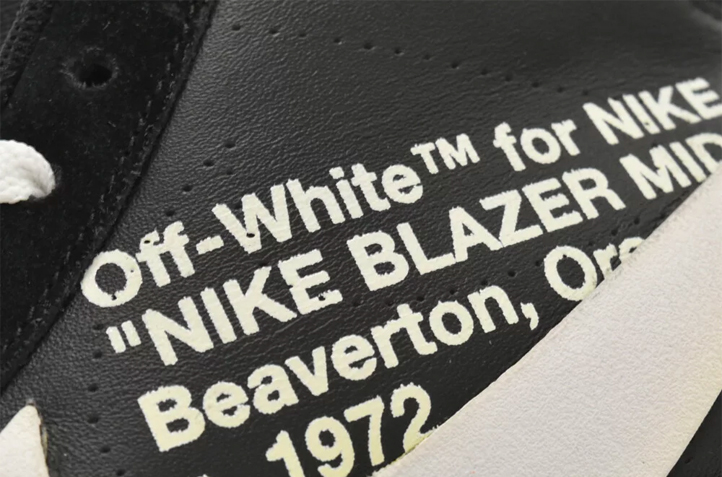 Off-White™ for NIKE
"NIKE BLAZER MID
Beaverton,
1972